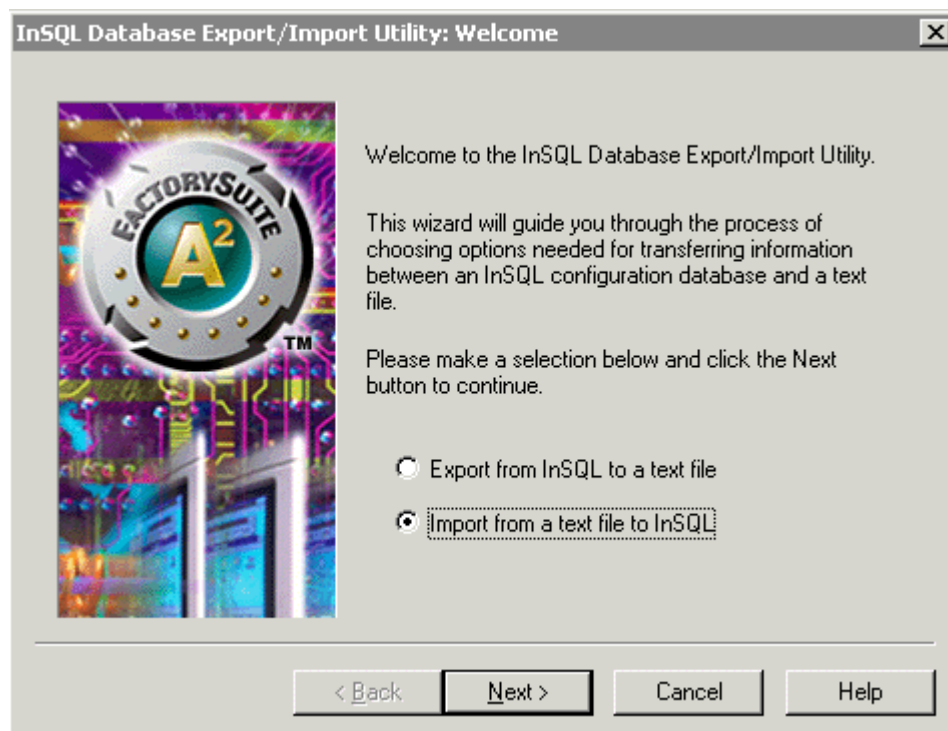 InSQL Database Export/Import Utility: Welcome
FACTORYSUITE
A2
TM
Welcome to the InSQL Database Export/Import Utility.
This wizard will guide you through the process of
choosing options needed for transferring information
between an InSQL configuration database and a text
file.
Please make a selection below and click the Next
button to continue.
Export from InSQL to a text file
Import from a text file to InSQL
< Back
Next >
Cancel
Help